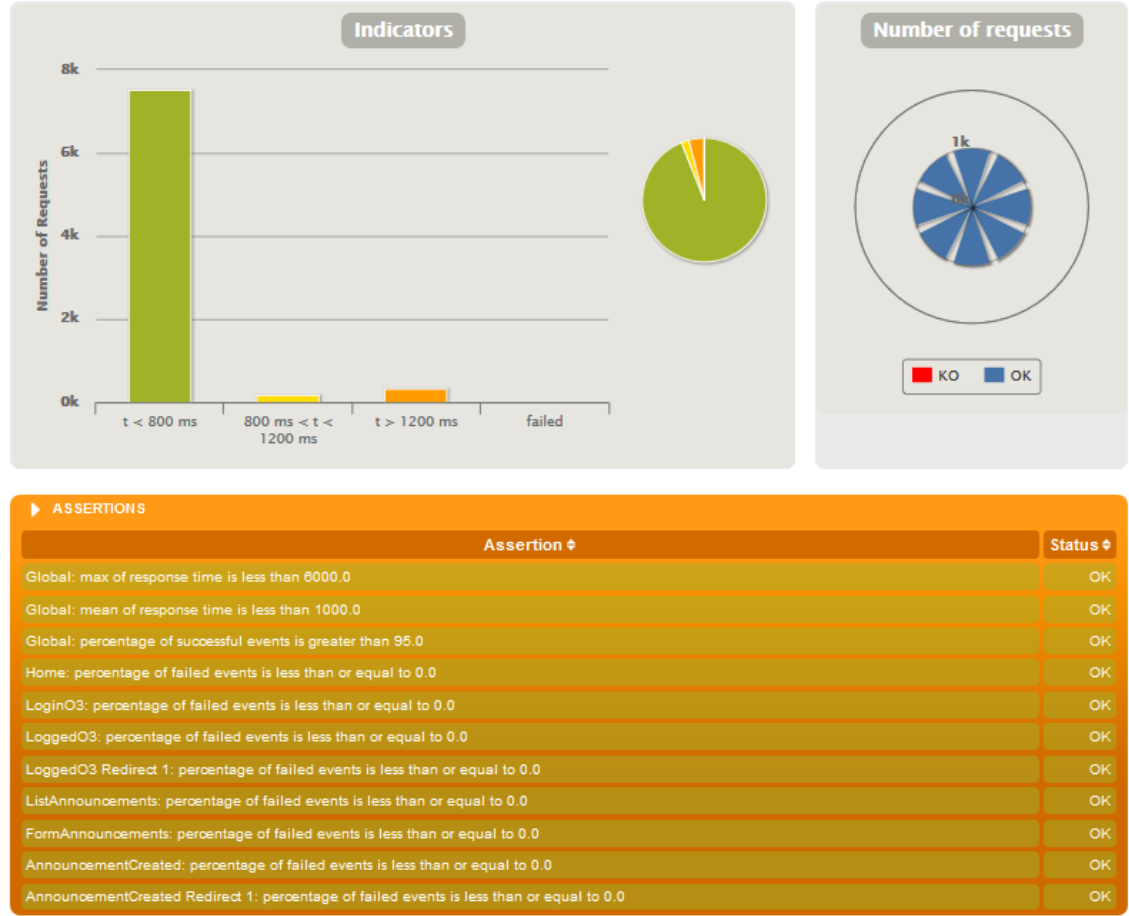 Indicators
Number of requests
8k
6k
4k
2k
0k
Number of Requests
t < 800 ms
800 ms < t <
1200 ms
t > 1200 ms
failed
1k
0k
KO
OK
ASSERTIONS
Assertion
Status
Global: max of response time is less than 6000.0
OK
Global: mean of response time is less than 1000.0
OK
Global: percentage of successful events is greater than 95.0
OK
Home: percentage of failed events is less than or equal to 0.0
OK
LoginO3: percentage of failed events is less than or equal to 0.0
OK
LoggedO3: percentage of failed events is less than or equal to 0.0
OK
LoggedO3 Redirect 1: percentage of failed events is less than or equal to 0.0
OK
ListAnnouncements: percentage of failed events is less than or equal to 0.0
OK
FormAnnouncements: percentage of failed events is less than or equal to 0.0
OK
AnnouncementCreated: percentage of failed events is less than or equal to 0.0
OK
AnnouncementCreated Redirect 1: percentage of failed events is less than or equal to 0.0
OK